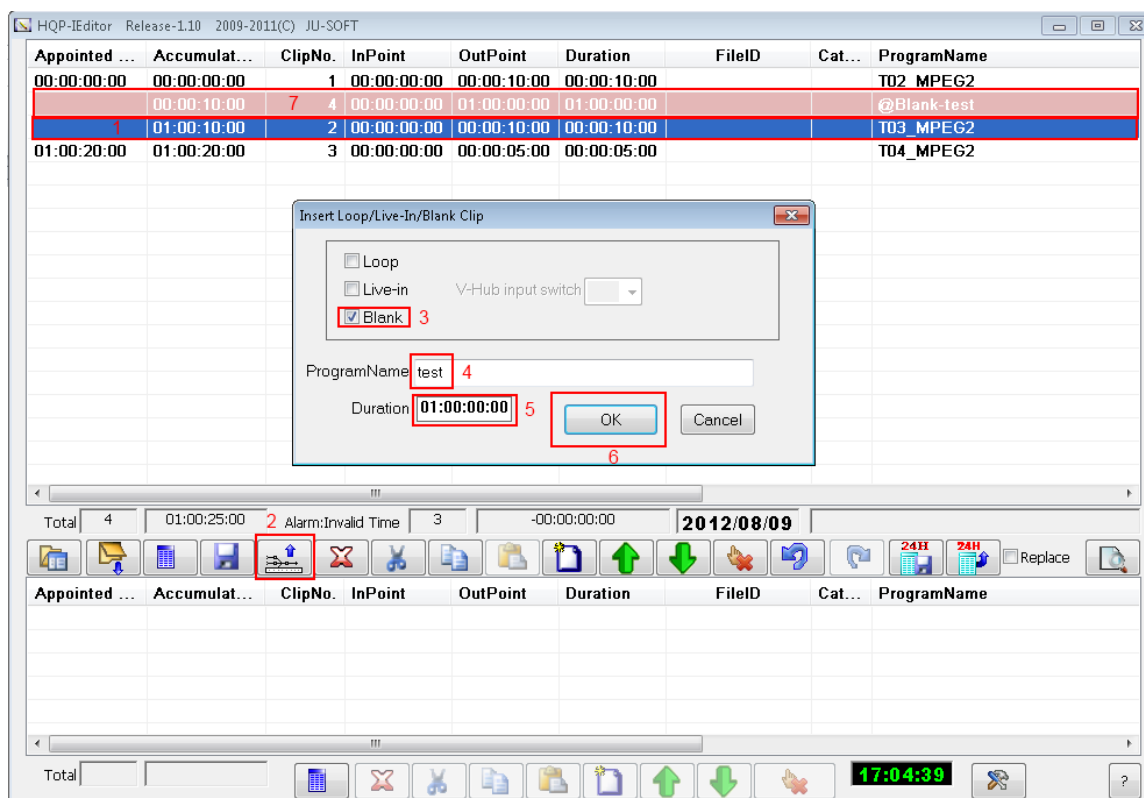 HQP-IEditor Release-1.10 2009-2011(C) JU-SOFT
Appointed ... Accumulat... ClipNo. InPoint OutPoint Duration FileID Cat... ProgramName
00:00:00:00 00:00:00:00 1 00:00:00:00 00:00:10:00 00:00:10:00 T02_MPEG2
00:00:10:00 7 4 00:00:00:00 01:00:00:00 01:00:00:00 @Blank-test
1 01:00:10:00 2 00:00:00:00 00:00:10:00 00:00:10:00 T03_MPEG2
01:00:20:00 01:00:20:00 3 00:00:00:00 00:00:05:00 00:00:05:00 T04_MPEG2
Insert Loop/Live-In/Blank Clip
Loop
Live-in V-Hub input switch
Blank 3
ProgramName test 4
Duration 01:00:00:00 5 OK Cancel
6
Total 4 01:00:25:00 2 Alarm:Invalid Time 3 -00:00:00:00 2012/08/09
24H 24H Replace
Appointed ... Accumulat... ClipNo. InPoint OutPoint Duration FileID Cat... ProgramName
Total 17:04:39 ?